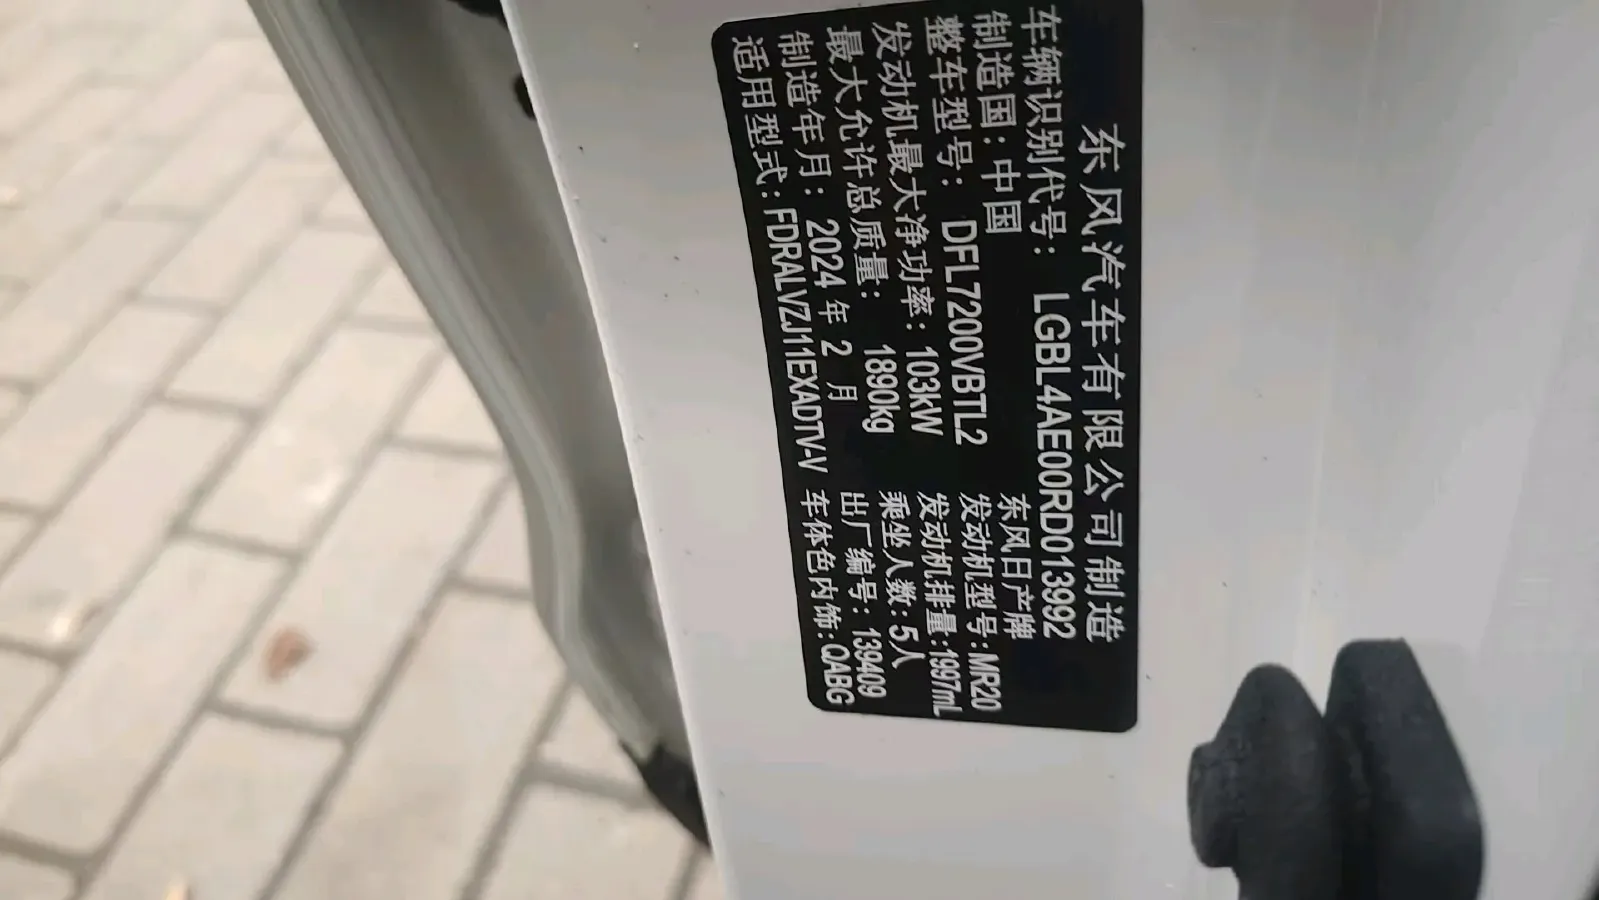 东风汽车有限公司制造
车辆识别代号: LGBL4AE00RD013992
制造国: 中国 东风日产牌
整车型号: DFL7200VBTL2 发动机型号: MR20
发动机最大净功率: 103kW 发动机排量: 1997mL
最大允许总质量: 1890kg 乘坐人数: 5人
制造年月: 2024 年 2 月 出厂编号: 139409
适用型式: FDRALVZJ11EXADTV-V 车体色内饰: QABG